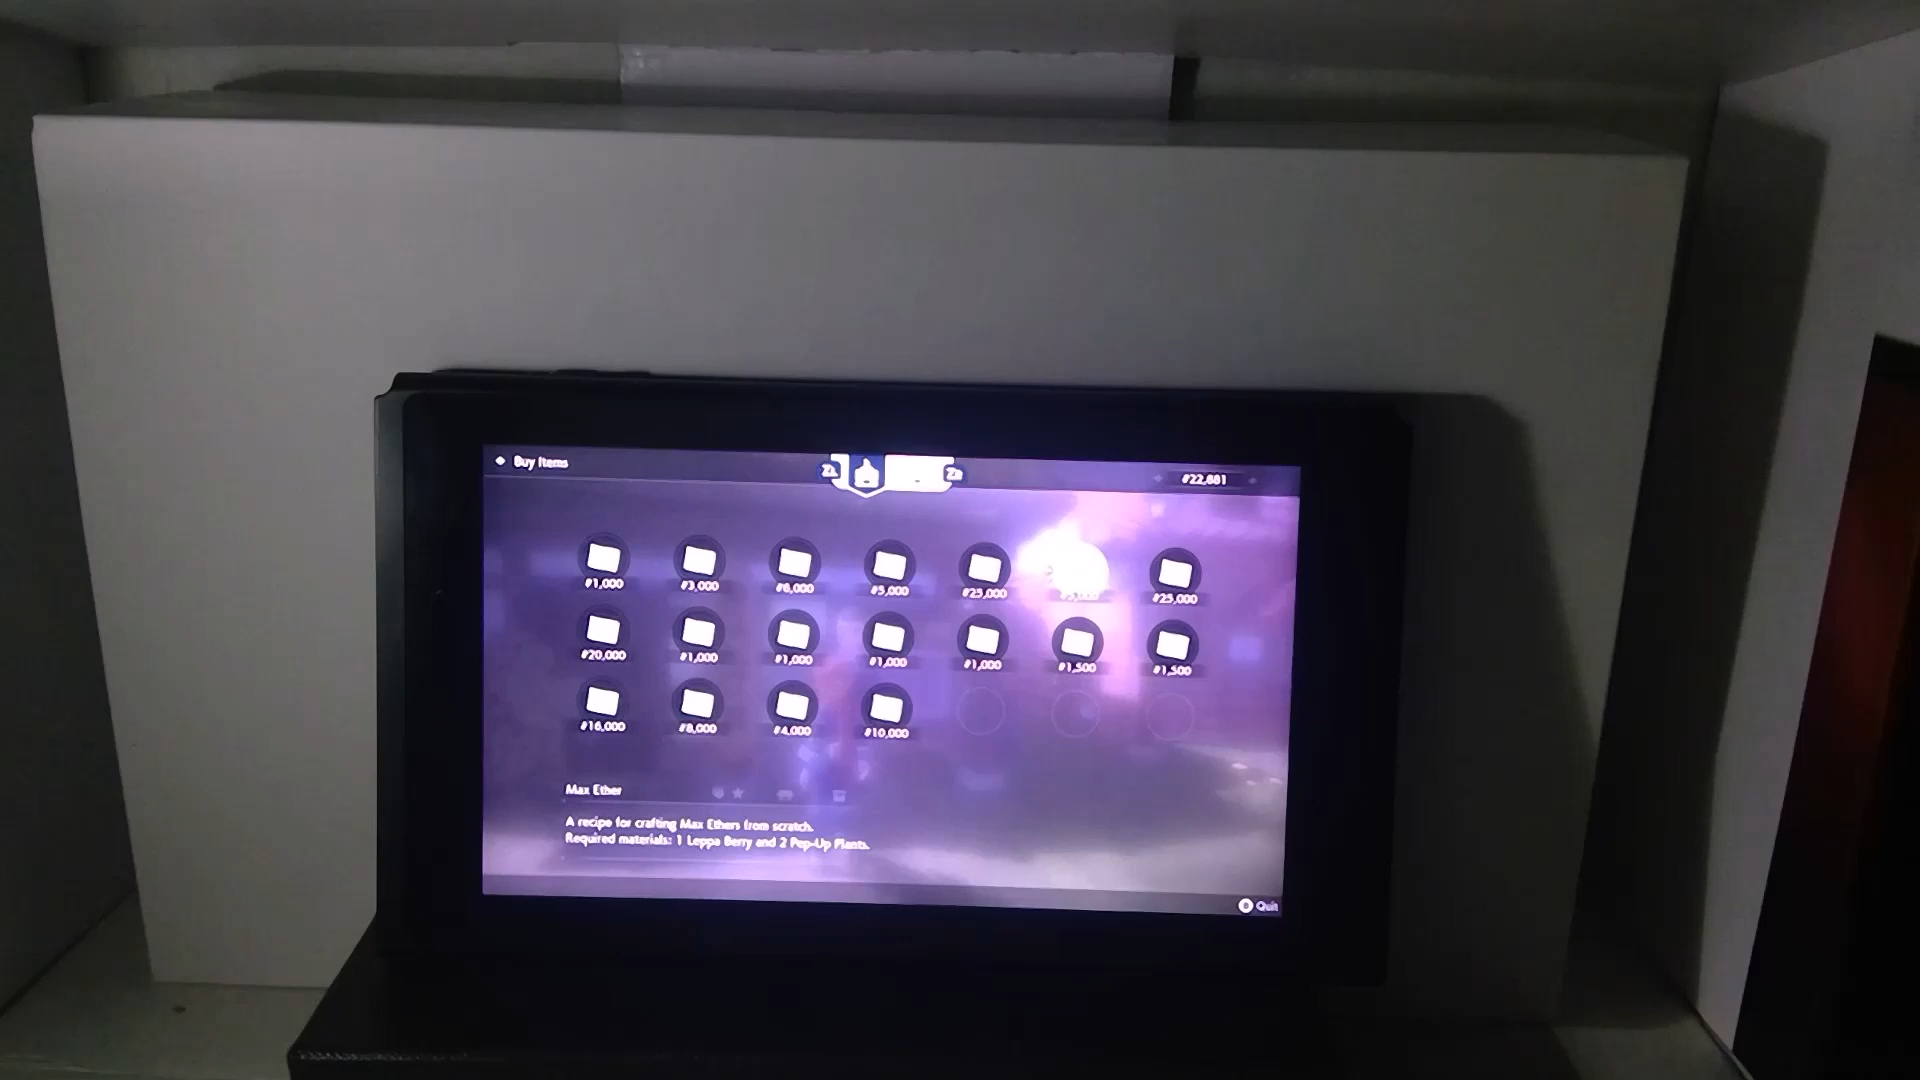 Buy Items
ZL
ZR
₽22,881
₽1,000 ₽3,000 ₽8,000 ₽5,000 ₽25,000 ₽25,000
₽20,000 ₽1,000 ₽1,000 ₽1,000 ₽1,000 ₽1,500 ₽1,500
₽16,000 ₽8,000 ₽4,000 ₽10,000
Max Ether
A recipe for crafting Max Ethers from scratch.
Required materials: 1 Leppa Berry and 2 Pep-Up Plants.
Quit